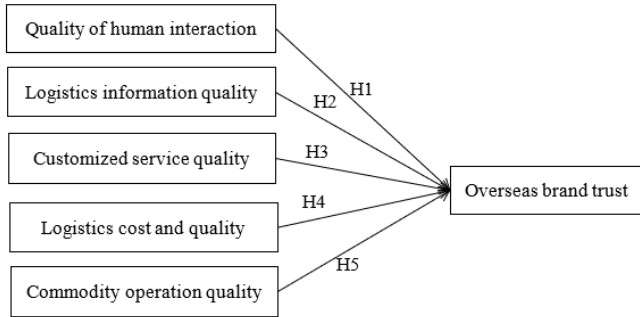 Quality of human interaction
H1
Logistics information quality
H2
Customized service quality
H3
Overseas brand trust
Logistics cost and quality
H4
Commodity operation quality
H5